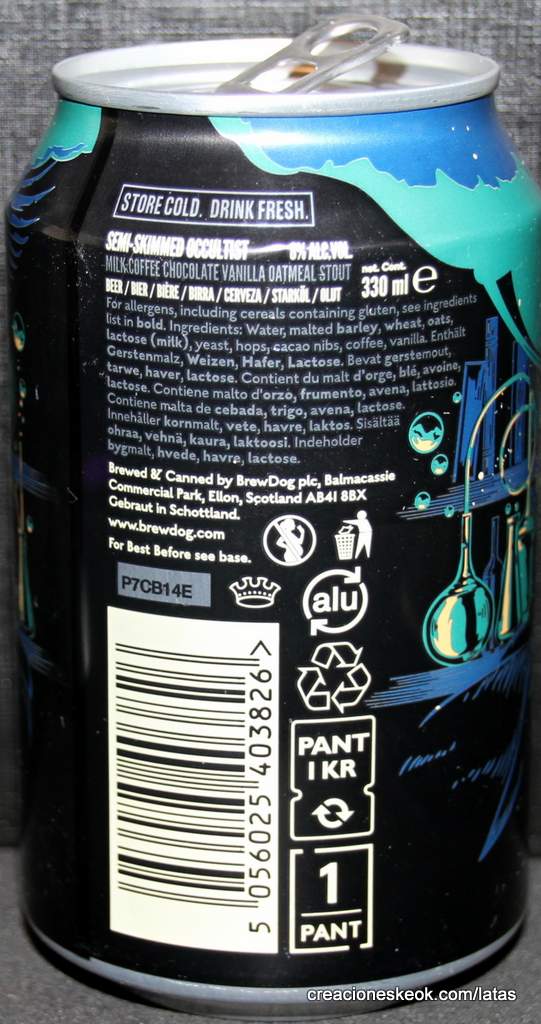 STORE COLD. DRINK FRESH.
SEMI-SKIMMED OCCULTIST 6% ALC.VOL.
MILK COFFEE CHOCOLATE VANILLA OATMEAL STOUT
BEER / BIER / BIÈRE / BIRRA / CERVEZA / STARKÖL / OLUT
net. Cont.
330 ml e
For allergens, including cereals containing gluten, see ingredients
list in bold. Ingredients: Water, malted barley, wheat, oats,
lactose (milk), yeast, hops, cacao nibs, coffee, vanilla. Enthält
Gerstenmalz, Weizen, Hafer, Lactose. Bevat gerstemout,
tarwe, haver, lactose. Contient du malt d'orge, blé, avoine,
lactose. Contiene malto d'orzo, frumento, avena, lattosio.
Contiene malta de cebada, trigo, avena, lactose.
Innehåller kornmalt, vete, havre, laktos. Sisältää
ohraa, vehnä, kaura, laktoosi. Indeholder
bygmalt, hvede, havre, lactose.
Brewed & Canned by BrewDog plc, Balmacassie
Commercial Park, Ellon, Scotland AB41 8BX
Gebraut in Schottland.
www.brewdog.com
For Best Before see base.
P7CB14E
alu
PANT
1 KR
1
PANT
5 056025 403826 >
creacioneskeok.com/latas